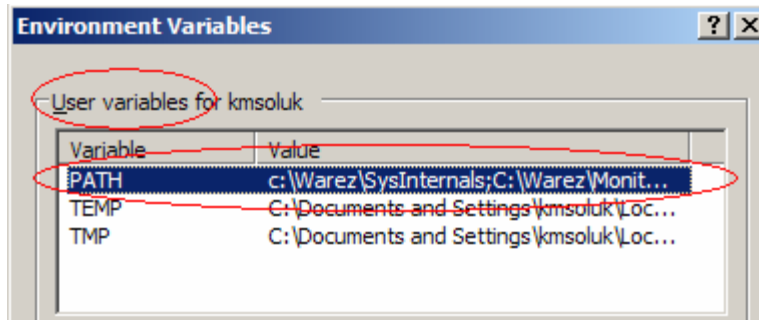 Environment Variables
User variables for kmsoluk
Variable Value
PATH c:\Warez\SysInternals;C:\Warez\Monit...
TEMP C:\Documents and Settings\kmsoluk\Loc...
TMP C:\Documents and Settings\kmsoluk\Loc...